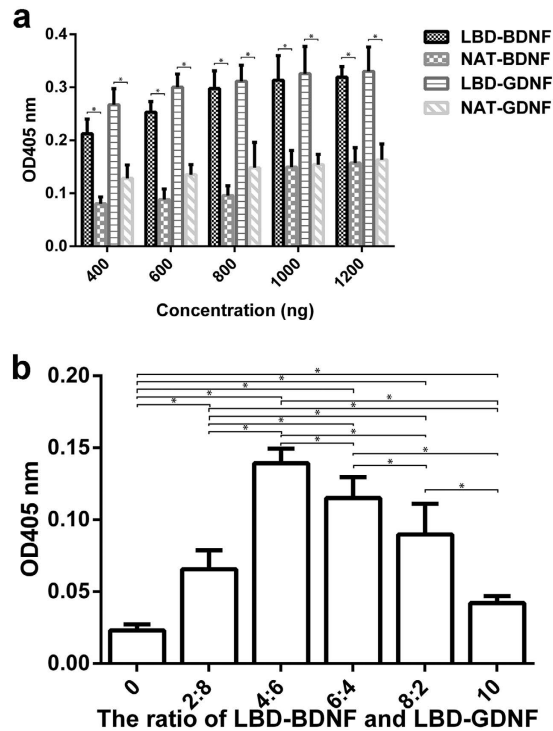 a
OD405 nm
0.4
0.3
0.2
0.1
0.0
400
600
800
1000
1200
Concentration (ng)
LBD-BDNF
NAT-BDNF
LBD-GDNF
NAT-GDNF
* * * * * * * * * *
b
OD405 nm
0.20
0.15
0.10
0.05
0.00
*
*
* *
* *
*
* *
* *
* * *
0
2:8
4:6
6:4
8:2
10
The ratio of LBD-BDNF and LBD-GDNF